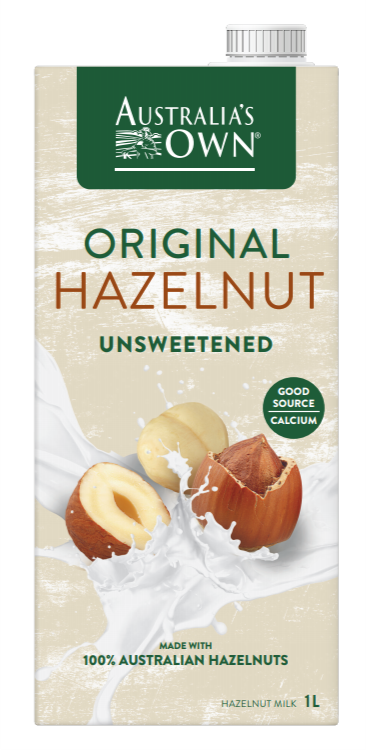 AUSTRALIA'S
OWN®
ORIGINAL
HAZELNUT
UNSWEETENED
GOOD
SOURCE
CALCIUM
MADE WITH
100% AUSTRALIAN HAZELNUTS
HAZELNUT MILK 1L